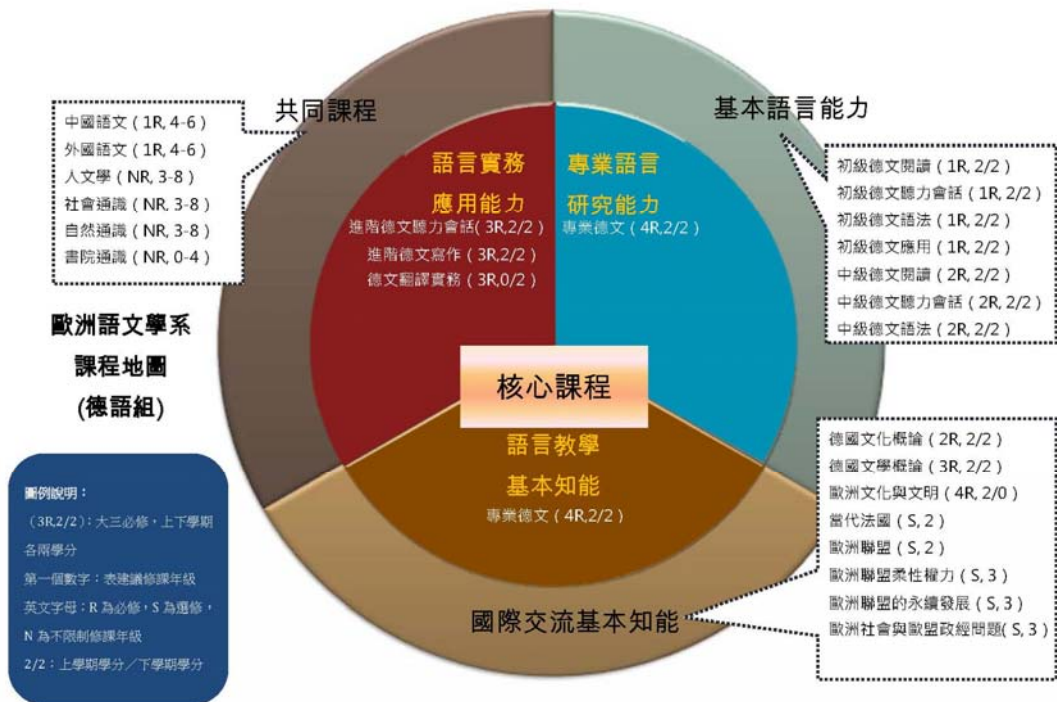 共同課程
中國語文 ( 1R, 4-6 )
外國語文 ( 1R, 4-6 )
人文學 ( NR, 3-8 )
社會通識 ( NR, 3-8 )
自然通識 ( NR, 3-8 )
書院通識 ( NR, 0-4 )
基本語言能力
初級德文閱讀 ( 1R, 2/2 )
初級德文聽力會話 ( 1R, 2/2 )
初級德文語法 ( 1R, 2/2 )
初級德文應用 ( 1R, 2/2 )
中級德文閱讀 ( 2R, 2/2 )
中級德文聽力會話 ( 2R, 2/2 )
中級德文語法 ( 2R, 2/2 )
語言實務
應用能力
進階德文聽力會話( 3R,2/2 )
進階德文寫作 ( 3R,2/2 )
德文翻譯實務 ( 3R,0/2 )
專業語言
研究能力
專業德文 ( 4R,2/2 )
歐洲語文學系
課程地圖
(德語組)
核心課程
語言教學
基本知能
專業德文 ( 4R,2/2 )
圖例說明：
（3R,2/2）：大三必修，上下學期
各兩學分
第一個數字：表建議修課年級
英文字母：R 為必修，S 為選修，
N 為不限制修課年級
2/2：上學期學分／下學期學分
國際交流基本知能
德國文化概論 ( 2R, 2/2 )
德國文學概論 ( 3R, 2/2 )
歐洲文化與文明 ( 4R, 2/0 )
當代法國 ( S, 2 )
歐洲聯盟 ( S, 2 )
歐洲聯盟柔性權力 ( S, 3 )
歐洲聯盟的永續發展 ( S, 3 )
歐洲社會與歐盟政經問題( S, 3 )